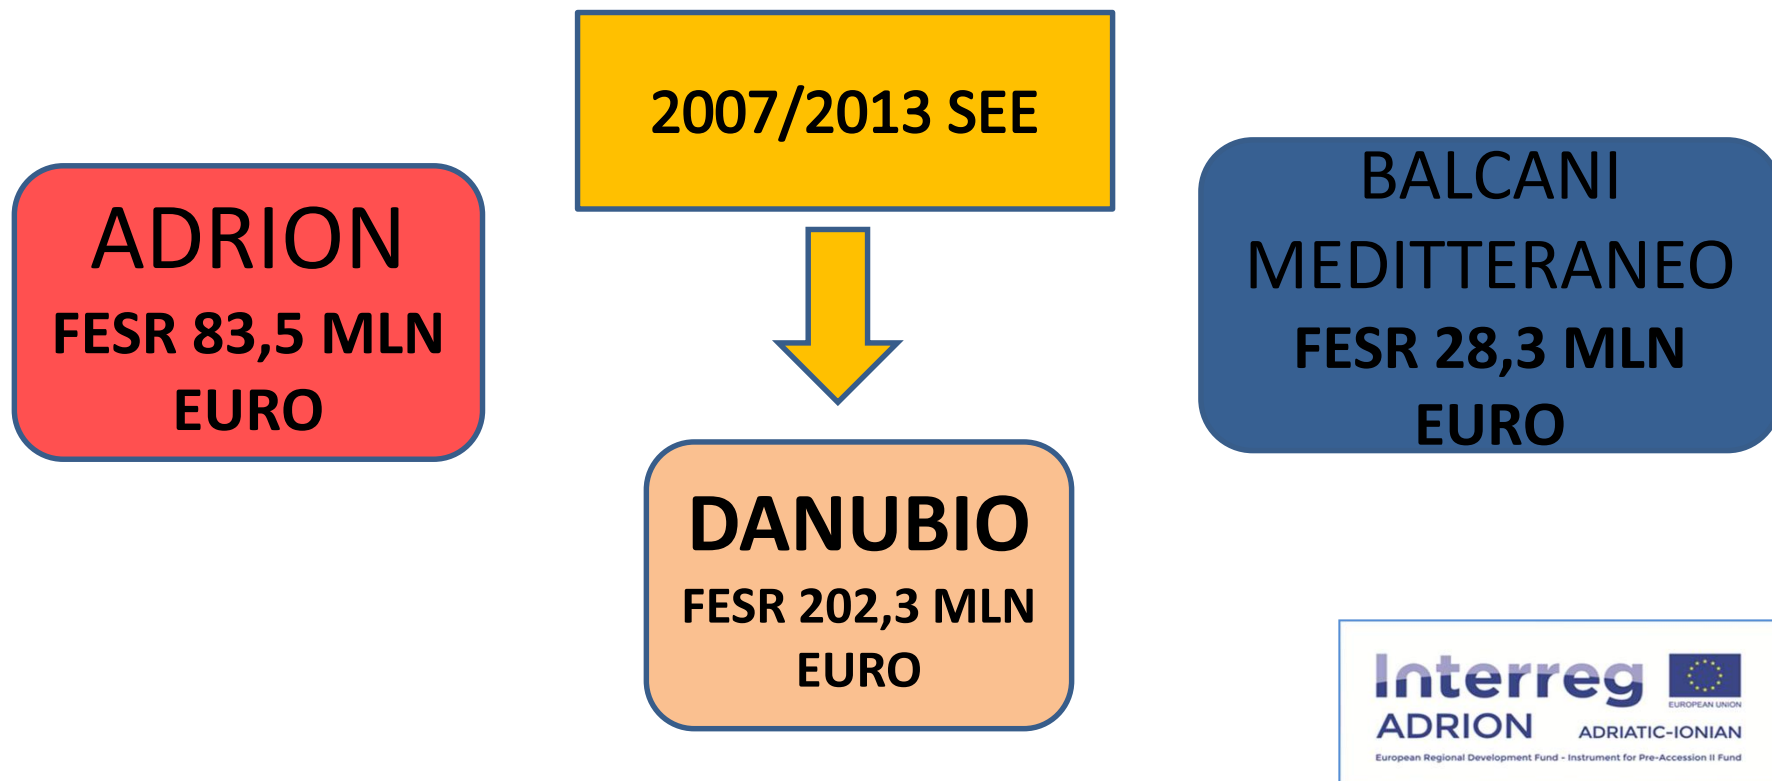 2007/2013 SEE
ADRION
FESR 83,5 MLN
EURO
BALCANI
MEDITTERANEO
FESR 28,3 MLN
EURO
DANUBIO
FESR 202,3 MLN
EURO
Interreg
EUROPEAN UNION
ADRION ADRIATIC-IONIAN
European Regional Development Fund - Instrument for Pre-Accession II Fund